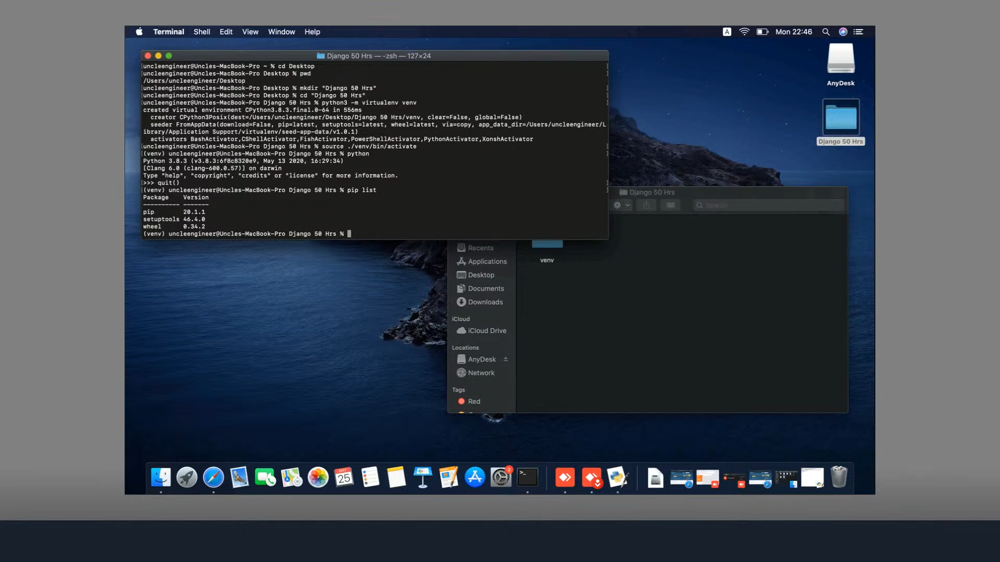 Terminal Shell Edit View Window Help
A Mon 22:46
Django 50 Hrs — -zsh — 127×24
[uncleengineer@Uncles-MacBook-Pro ~ % cd Desktop ]
[uncleengineer@Uncles-MacBook-Pro Desktop % pwd ]
/Users/uncleengineer/Desktop
[uncleengineer@Uncles-MacBook-Pro Desktop % mkdir "Django 50 Hrs" ]
[uncleengineer@Uncles-MacBook-Pro Desktop % cd "Django 50 Hrs" ]
[uncleengineer@Uncles-MacBook-Pro Django 50 Hrs % python3 -m virtualenv venv ]
created virtual environment CPython3.8.3.final.0-64 in 556ms
creator CPython3Posix(dest=/Users/uncleengineer/Desktop/Django 50 Hrs/venv, clear=False, global=False)
seeder FromAppData(download=False, pip=latest, setuptools=latest, wheel=latest, via=copy, app_data_dir=/Users/uncleengineer/L
ibrary/Application Support/virtualenv/seed-app-data/v1.0.1)
activators BashActivator,CShellActivator,FishActivator,PowerShellActivator,PythonActivator,XonshActivator
[uncleengineer@Uncles-MacBook-Pro Django 50 Hrs % source ./venv/bin/activate ]
[(venv) uncleengineer@Uncles-MacBook-Pro Django 50 Hrs % python ]
Python 3.8.3 (v3.8.3:6f8c8320e9, May 13 2020, 16:29:34)
[Clang 6.0 (clang-600.0.57)] on darwin
Type "help", "copyright", "credits" or "license" for more information.
[>>> quit() ]
[(venv) uncleengineer@Uncles-MacBook-Pro Django 50 Hrs % pip list ]
Package Version
---------- -------
pip 20.1.1
setuptools 46.4.0
wheel 0.34.2
(venv) uncleengineer@Uncles-MacBook-Pro Django 50 Hrs %
AnyDesk
Django 50 Hrs
Django 50 Hrs
Search
Recents
Applications
Desktop
Documents
Downloads
iCloud
iCloud Drive
Locations
AnyDesk
Network
Tags
Red
venv
MAY
25
2
>_